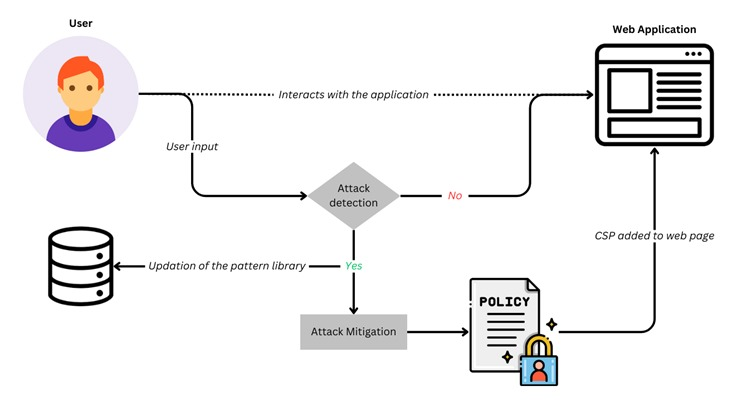 User
Web Application
Interacts with the application
User input
Attack
detection
No
CSP added to web page
Updation of the pattern library
Yes
POLICY
Attack Mitigation